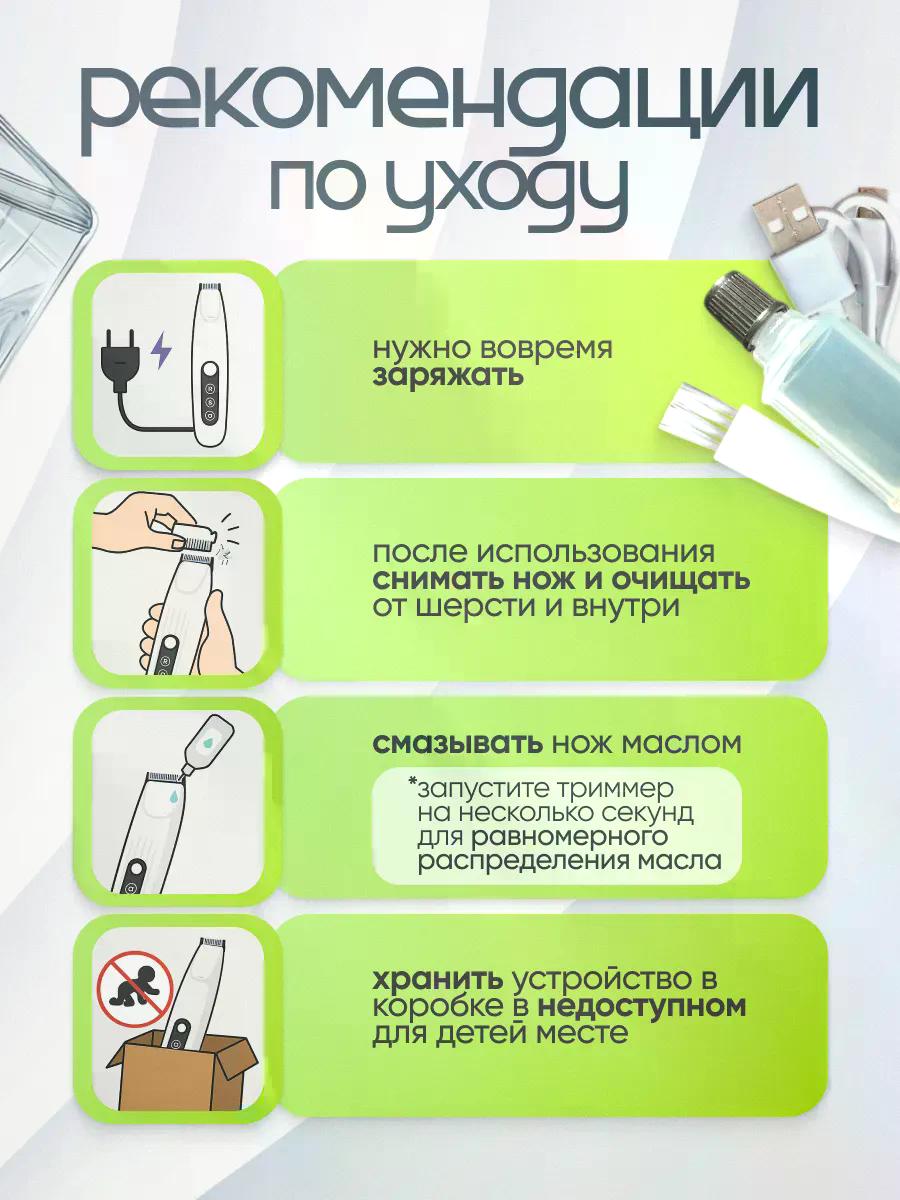 рекомендации
по уходу
нужно вовремя
заряжать
после использования
снимать нож и очищать
от шерсти и внутри
смазывать нож маслом
*запустите триммер
на несколько секунд
для равномерного
распределения масла
хранить устройство в
коробке в недоступном
для детей месте